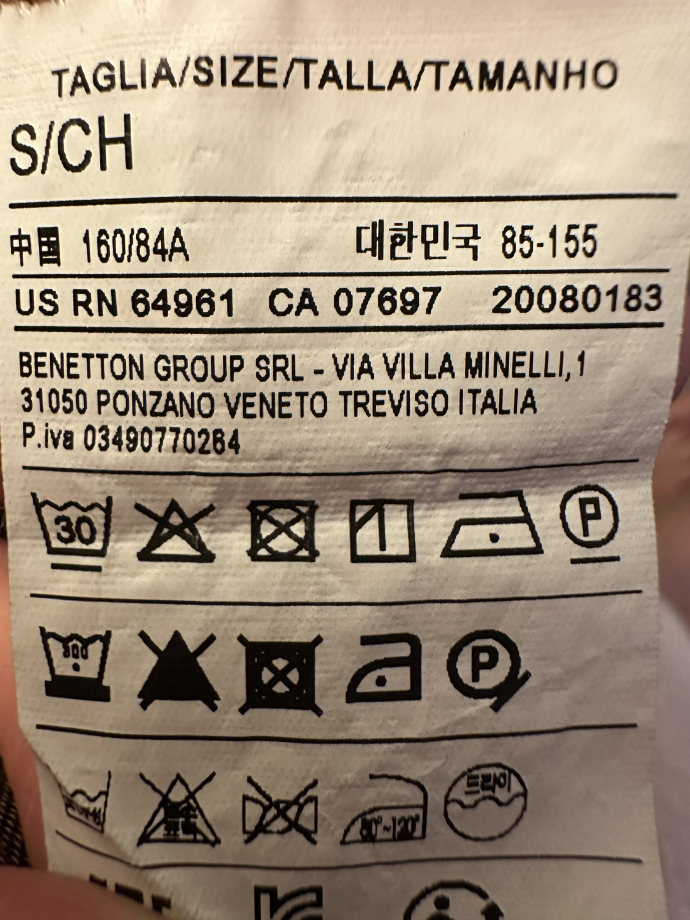 TAGLIA/SIZE/TALLA/TAMANHO
S/CH
中国 160/84A 대한민국 85-155
US RN 64961 CA 07697 20080183
BENETTON GROUP SRL - VIA VILLA MINELLI,1
31050 PONZANO VENETO TREVISO ITALIA
P.iva 03490770264
30 P
P
80°~120° 드라이